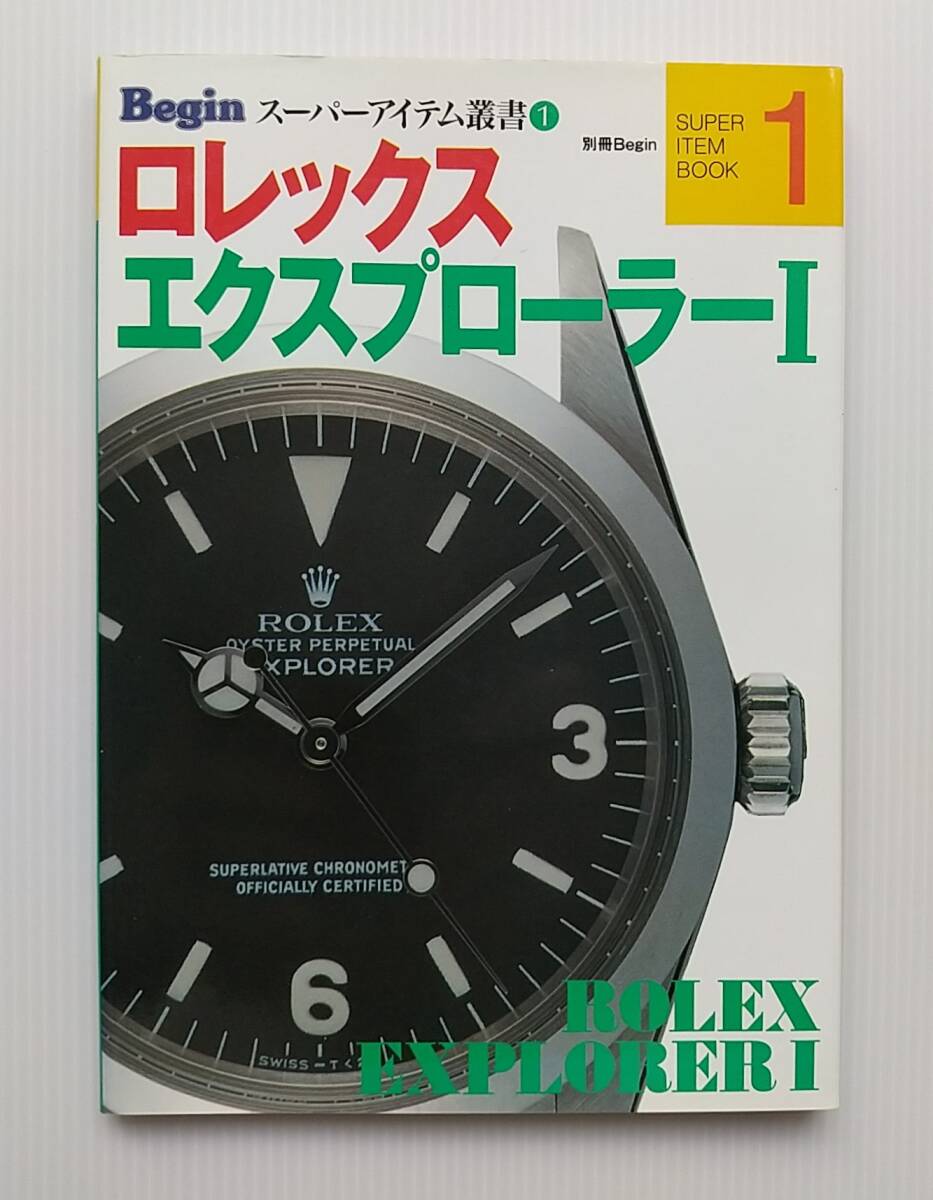 Begin スーパーアイテム叢書1
別冊Begin
SUPER
ITEM
BOOK
1
ロレックス
エクスプローラーI
ROLEX
OYSTER PERPETUAL
EXPLORER
3
SUPERLATIVE CHRONOMET
OFFICIALLY CERTIFIED
6
SWISS – T < 2
ROLEX
EXPLORER I